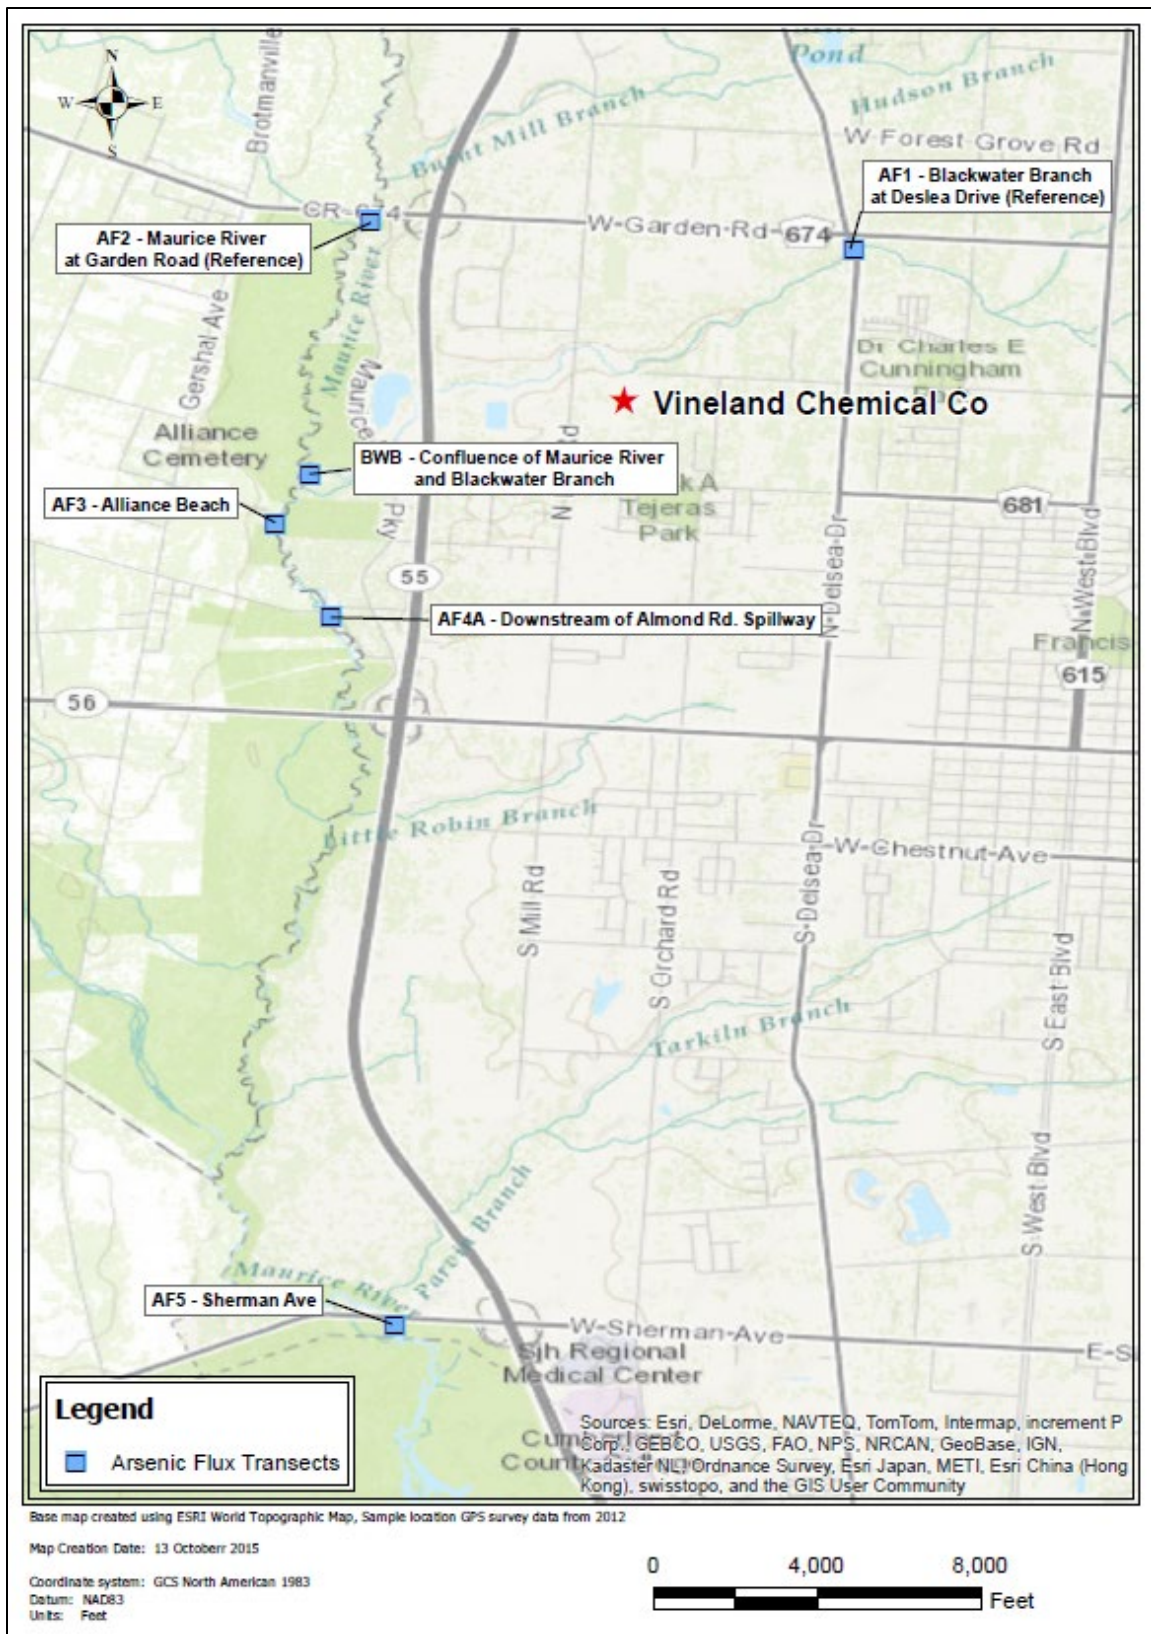 N
W
E
S
Brotmanville
Pond
Hudson Branch
Burnt Mill Branch
W Forest Grove Rd
AF1 - Blackwater Branch
at Deslea Drive (Reference)
W-Garden-Rd
674
AF2 - Maurice River
at Garden Road (Reference)
Maurice River
Gershal Ave
Dr Charles E
Cunningham
Vineland Chemical Co
Alliance
Cemetery
Maurice
Pky
BWB - Confluence of Maurice River
and Blackwater Branch
AF3 - Alliance Beach
Tejeras
Park
681
N-West-Blvd
N-Delsea-Dr
55
AF4A - Downstream of Almond Rd. Spillway
Francis
615
56
Little Robin Branch
W-Chestnut-Ave
S-Delsea-Dr
S Mill Rd
S Orchard Rd
S East Blvd
Tarkiln Branch
S West Blvd
Parvin Branch
Maurice River
AF5 - Sherman Ave
W-Sherman-Ave
E-S
Sjh Regional
Medical Center
Legend
Arsenic Flux Transects
Sources: Esri, DeLorme, NAVTEQ, TomTom, Intermap, increment P
Corp., GEBCO, USGS, FAO, NPS, NRCAN, GeoBase, IGN,
Kadaster NL, Ordnance Survey, Esri Japan, METI, Esri China (Hong
Kong), swisstopo, and the GIS User Community
Base map created using ESRI World Topographic Map, Sample location GPS survey data from 2012
Map Creation Date: 13 Octoberr 2015
Coordinate system: GCS North American 1983
Datum: NAD83
Units: Feet
0 4,000 8,000
Feet